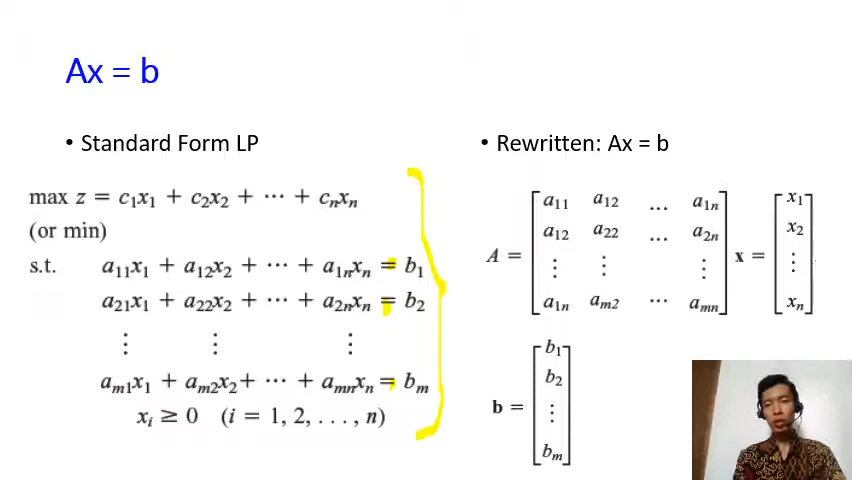 Ax = b
• Standard Form LP
max z = c₁x₁ + c₂x₂ + ⋯ + cₙxₙ
(or min)
s.t. a₁₁x₁ + a₁₂x₂ + ⋯ + a₁ₙxₙ = b₁
a₂₁x₁ + a₂₂x₂ + ⋯ + a₂ₙxₙ = b₂
⋮ ⋮ ⋮
aₘ₁x₁ + aₘ₂x₂ + ⋯ + aₘₙxₙ = bₘ
xᵢ ≥ 0 (i = 1, 2, . . . , n)
• Rewritten: Ax = b
A = [a₁₁ a₁₂ … a₁ₙ] x = [x₁]
[a₁₂ a₂₂ … a₂ₙ] [x₂]
[⋮ ⋮ ⋮] [⋮]
[a₁ₙ aₘ₂ ⋯ aₘₙ] [xₙ]
b = [b₁]
[b₂]
[⋮]
[bₘ]